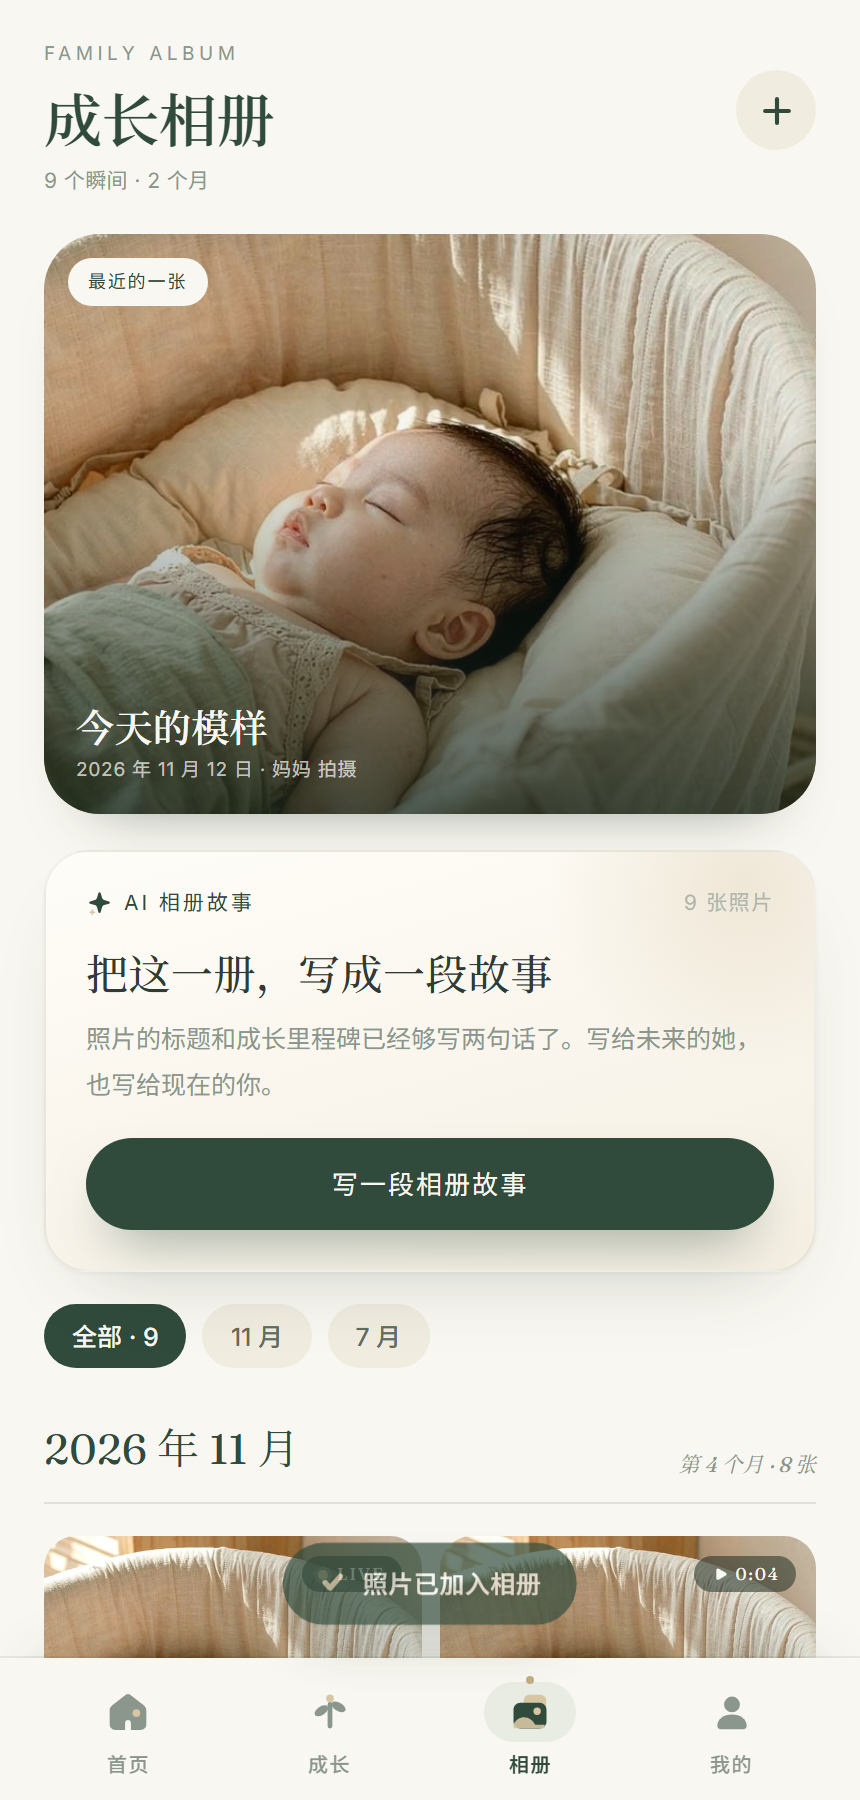 FAMILY ALBUM
成长相册
9 个瞬间 · 2 个月
最近的一张
今天的模样
2026 年 11 月 12 日 · 妈妈 拍摄
AI 相册故事
9 张照片
把这一册，写成一段故事
照片的标题和成长里程碑已经够写两句话了。写给未来的她，
也写给现在的你。
写一段相册故事
全部 · 9
11 月
7 月
2026 年 11 月
第 4 个月 · 8 张
LIVE
照片已加入相册
0:04
首页
成长
相册
我的